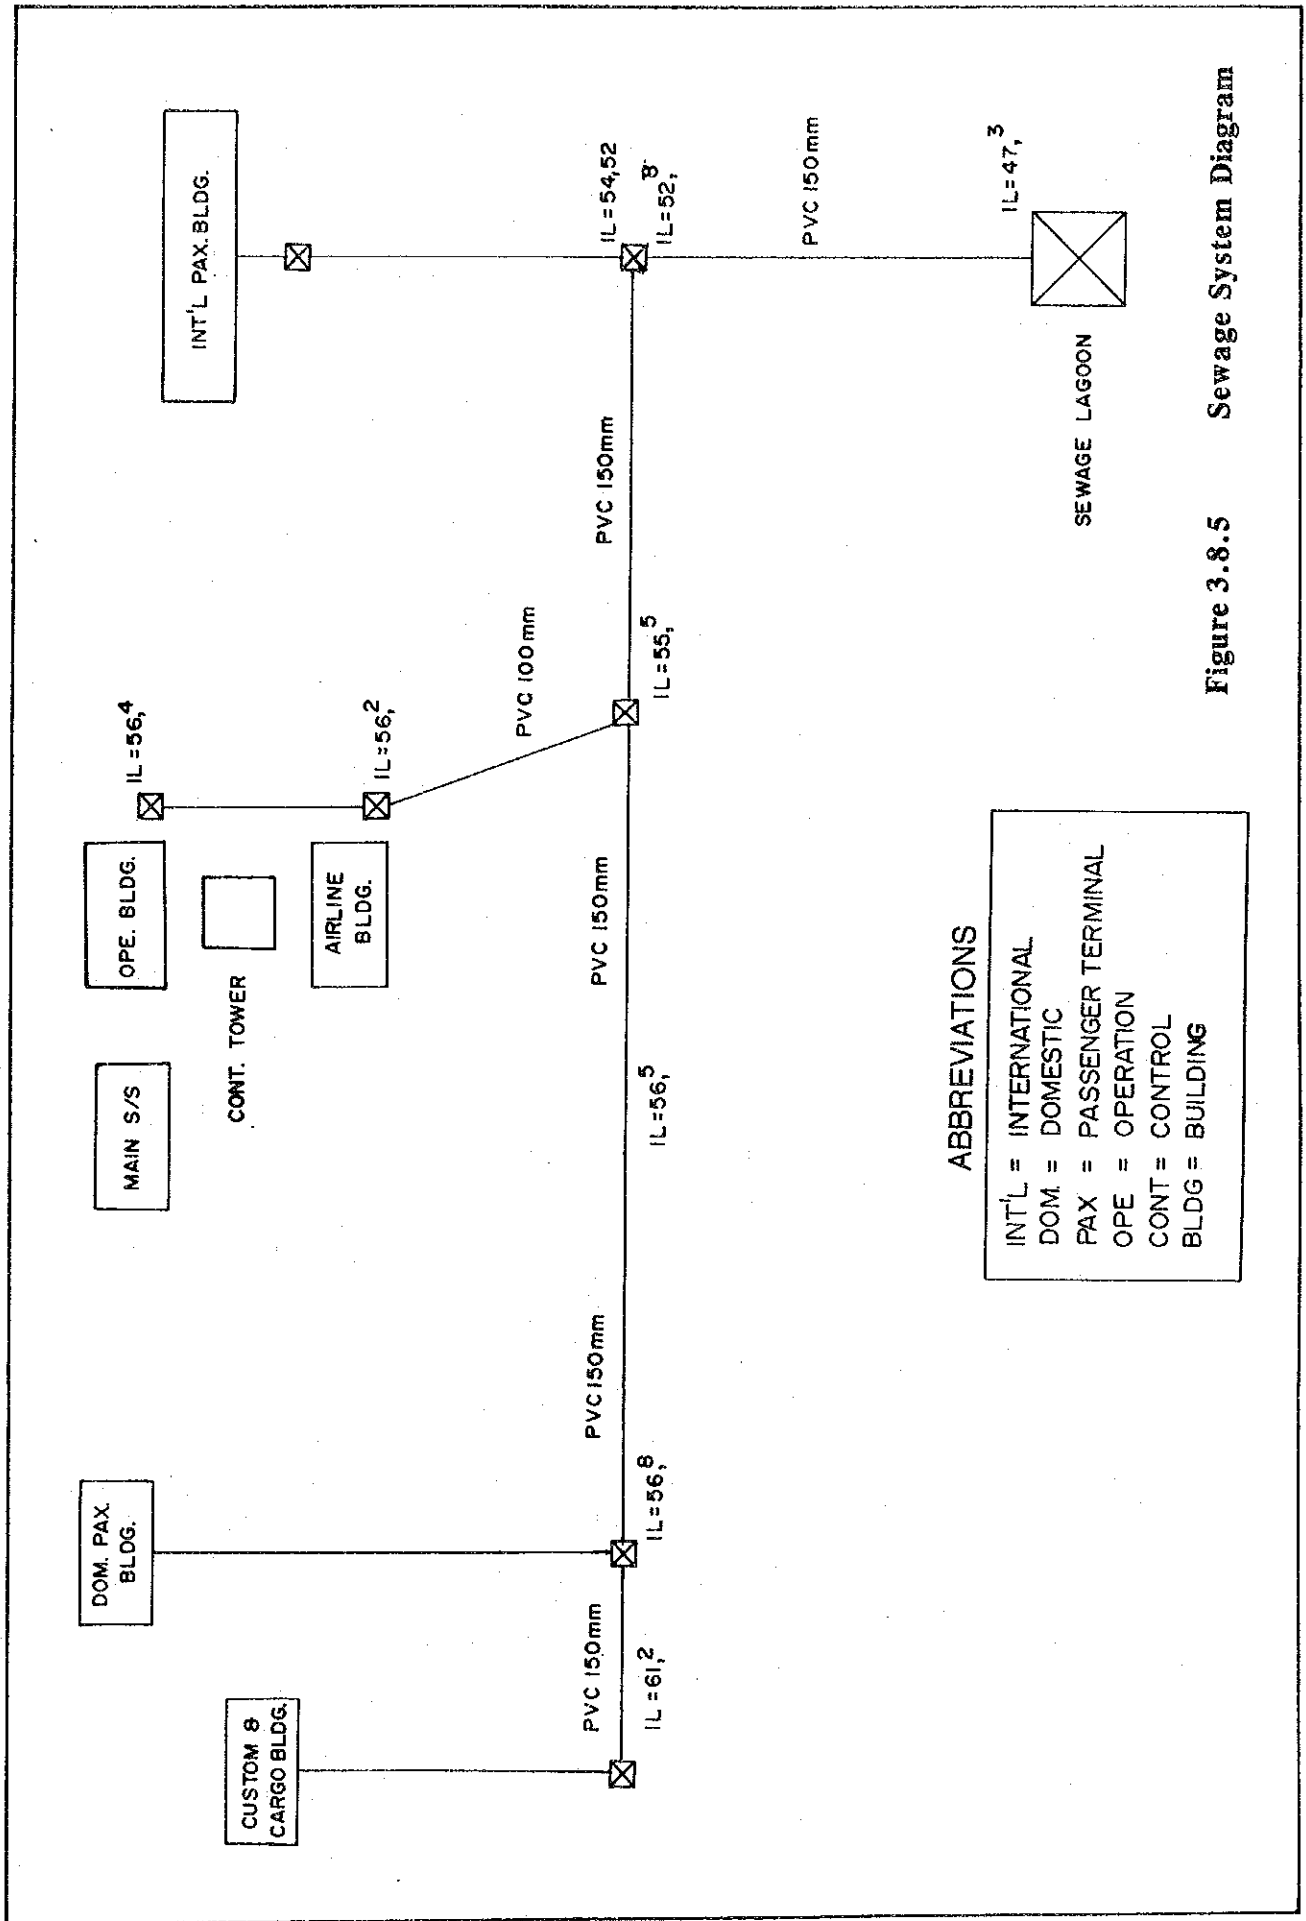 CUSTOM &
CARGO BLDG.
DOM. PAX.
BLDG.
MAIN S/S
OPE. BLDG.
CONT. TOWER
AIRLINE
BLDG.
INT'L PAX. BLDG.
IL=56,4
IL=56,2
PVC 100mm
PVC 150mm
IL=61,2
PVC 150mm
IL=56,8
IL=56,5
PVC 150mm
IL=55,5
PVC 150mm
IL=54,52
IL=52,8
PVC 150mm
IL=47,3
SEWAGE LAGOON
ABBREVIATIONS
INT'L = INTERNATIONAL
DOM. = DOMESTIC
PAX = PASSENGER TERMINAL
OPE = OPERATION
CONT = CONTROL
BLDG = BUILDING
Figure 3.8.5 Sewage System Diagram